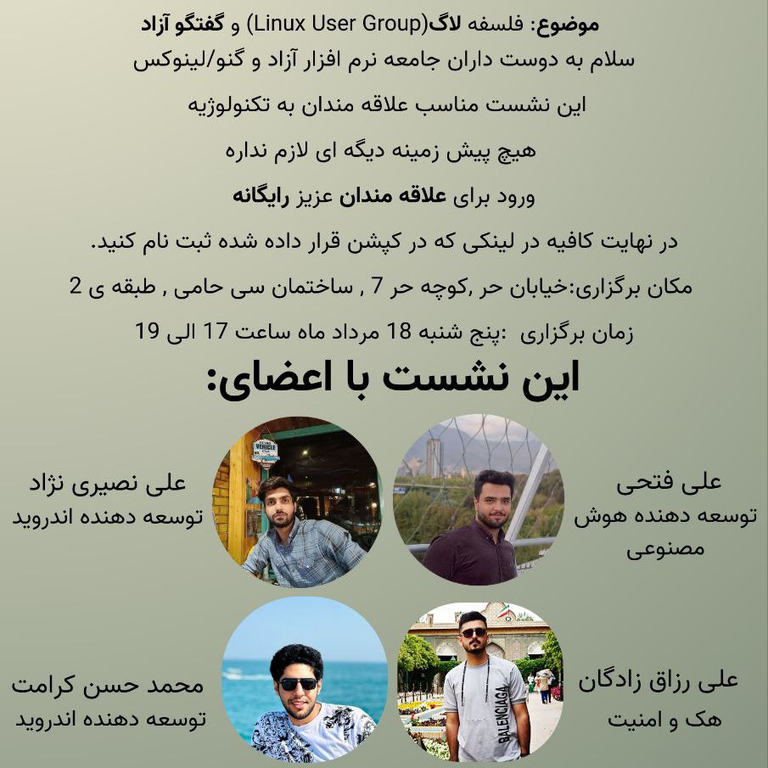 موضوع: فلسفه لاگ(Linux User Group) و گفتگو آزاد
سلام به دوست داران جامعه نرم افزار آزاد و گنو/لینوکس
این نشست مناسب علاقه مندان به تکنولوژیه
هیچ پیش زمینه دیگه ای لازم نداره
ورود برای علاقه مندان عزیز رایگانه
در نهایت کافیه در لینکی که در کپشن قرار داده شده ثبت نام کنید.
مکان برگزاری:خیابان حر ,کوچه حر 7 , ساختمان سی حامی , طبقه ی 2
زمان برگزاری  :پنج شنبه 18 مرداد ماه ساعت 17 الی 19
این نشست با اعضای:
علی فتحی
توسعه دهنده هوش
مصنوعی
علی نصیری نژاد
توسعه دهنده اندروید
VEHICLE
علی رزاق زادگان
هک و امنیت
BALENCIAGA
محمد حسن کرامت
توسعه دهنده اندروید